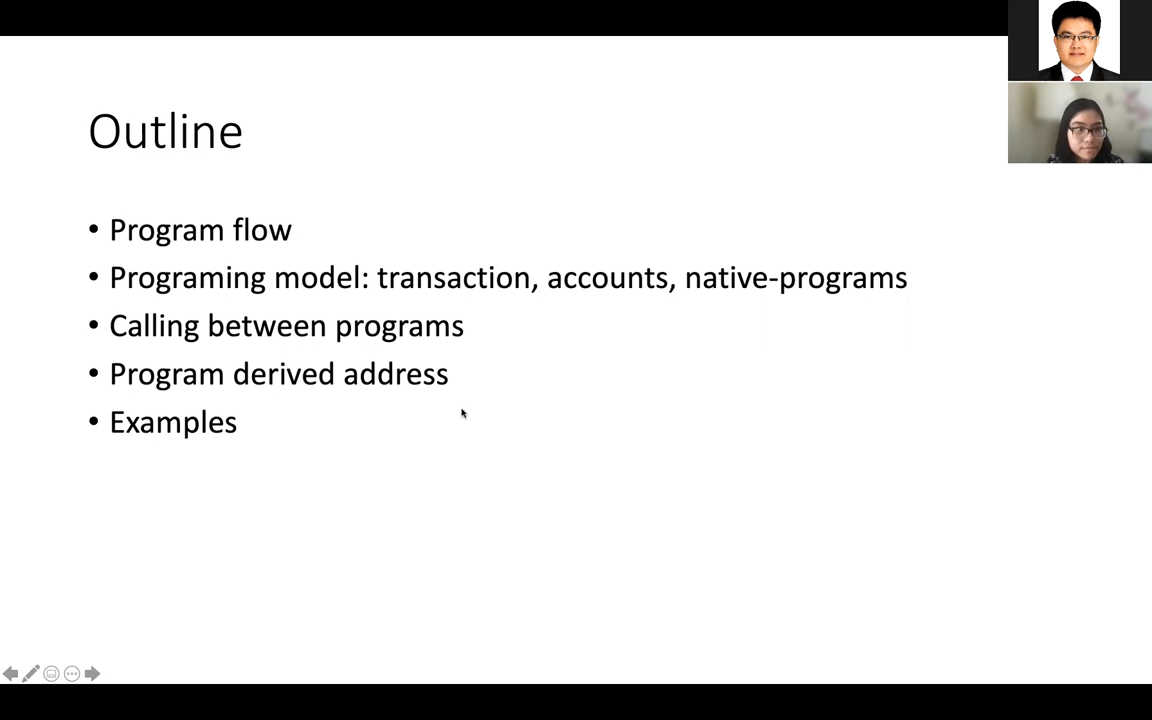 Outline
• Program flow
• Programing model: transaction, accounts, native-programs
• Calling between programs
• Program derived address
• Examples